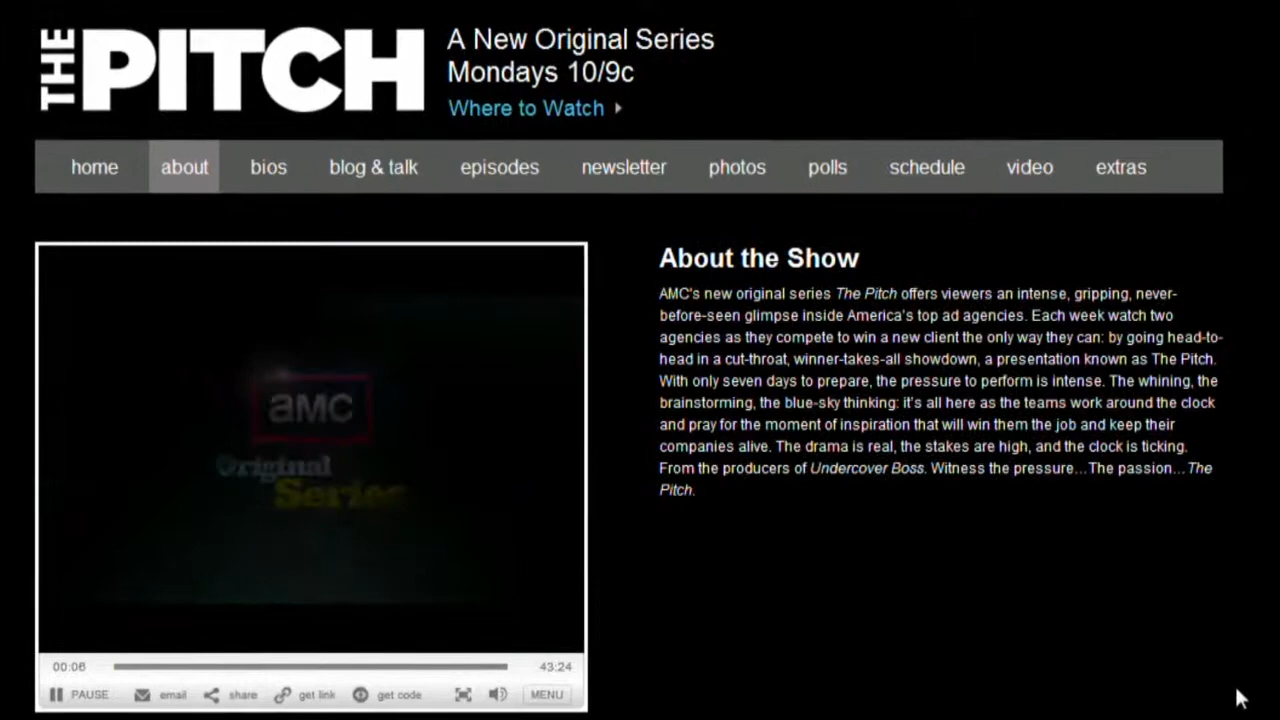 THE PITCH
A New Original Series
Mondays 10/9c
Where to Watch
home about bios blog & talk episodes newsletter photos polls schedule video extras
aMC
Original
Series
About the Show
AMC's new original series The Pitch offers viewers an intense, gripping, never-
before-seen glimpse inside America's top ad agencies. Each week watch two
agencies as they compete to win a new client the only way they can: by going head-to-
head in a cut-throat, winner-takes-all showdown, a presentation known as The Pitch.
With only seven days to prepare, the pressure to perform is intense. The whining, the
brainstorming, the blue-sky thinking: it's all here as the teams work around the clock
and pray for the moment of inspiration that will win them the job and keep their
companies alive. The drama is real, the stakes are high, and the clock is ticking.
From the producers of Undercover Boss. Witness the pressure...The passion...The
Pitch.
00:06 43:24
PAUSE email share get link get code MENU